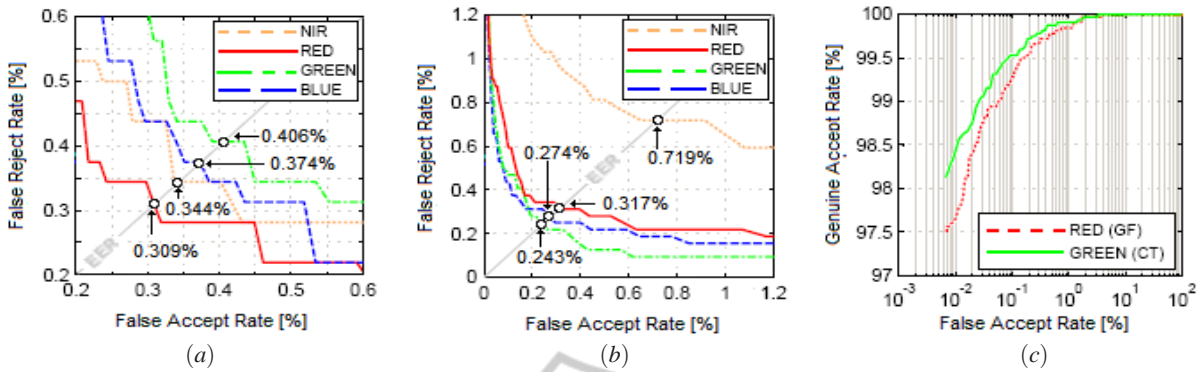 False Reject Rate [%]
0.6
0.5
0.4
0.3
0.2
NIR
RED
GREEN
BLUE
0.406%
0.374%
0.344%
0.309%
EER
0.2 0.3 0.4 0.5 0.6
False Accept Rate [%]
(a)
False Reject Rate [%]
1.2
1
0.8
0.6
0.4
0.2
0
NIR
RED
GREEN
BLUE
0.719%
0.274%
0.317%
0.243%
EER
0 0.2 0.4 0.6 0.8 1.0 1.2
False Accept Rate [%]
(b)
Genuine Accept Rate [%]
100
99.5
99
98.5
98
97.5
97
RED (GF)
GREEN (CT)
10⁻³ 10⁻² 10⁻¹ 10⁰ 10¹ 10²
False Accept Rate [%]
(c)